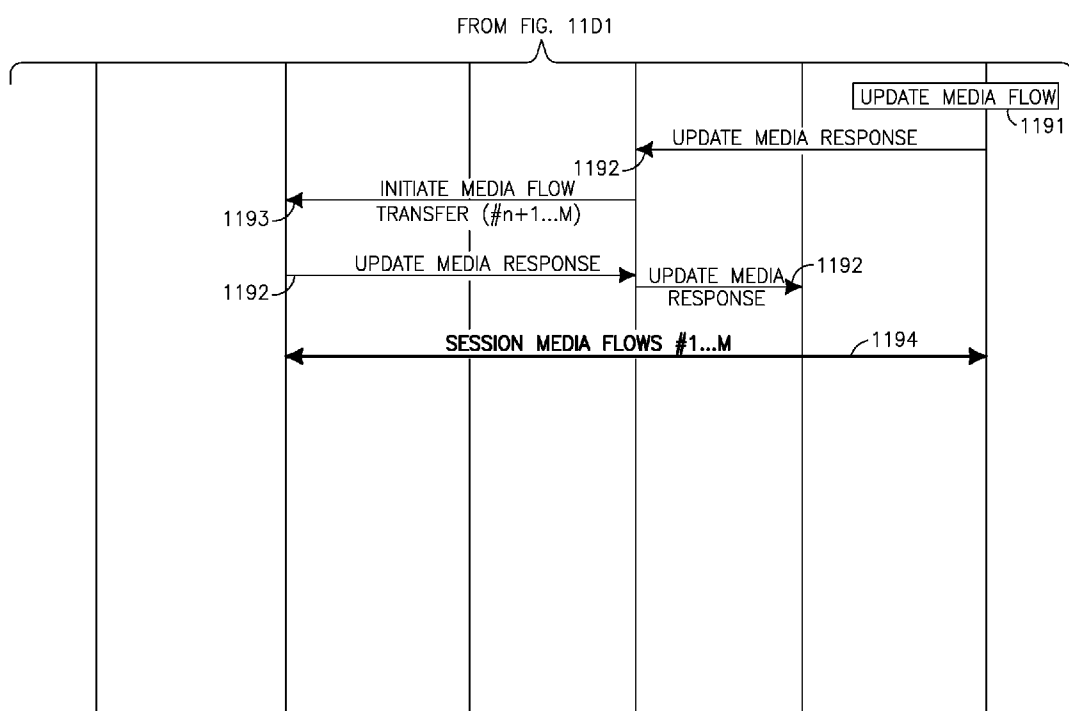 FROM FIG. 11D1
UPDATE MEDIA FLOW
1191
UPDATE MEDIA RESPONSE
1192
INITIATE MEDIA FLOW
TRANSFER (#n+1...M)
1193
UPDATE MEDIA RESPONSE
1192
UPDATE MEDIA
RESPONSE
1192
SESSION MEDIA FLOWS #1...M
1194